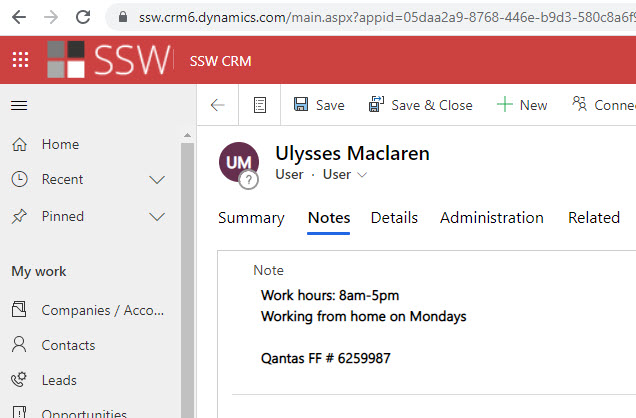 ssw.crm6.dynamics.com/main.aspx?appid=05daa2a9-8768-446e-b9d3-580c8a6f9
SSW SSW CRM
Save Save & Close New Conne
Home
Recent
Pinned
My work
Companies / Acco...
Contacts
Leads
Opportunities
UM
?
Ulysses Maclaren
User · User
Summary Notes Details Administration Related
Note
Work hours: 8am-5pm
Working from home on Mondays
Qantas FF # 6259987